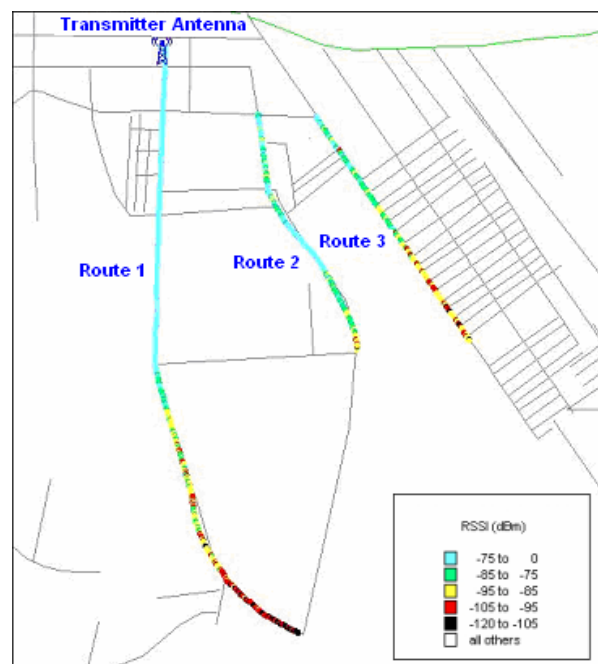 Transmitter Antenna
Route 1
Route 2
Route 3
RSSI (dBm)
-75 to 0
-85 to -75
-95 to -85
-105 to -95
-120 to -105
all others